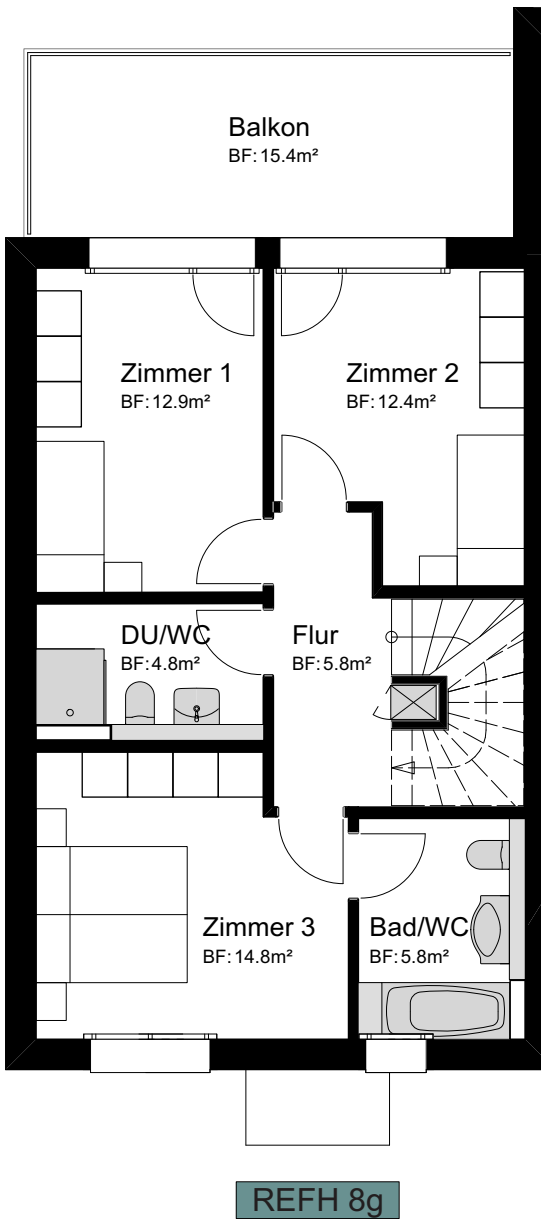 Balkon
BF: 15.4m²
Zimmer 1
BF: 12.9m²
Zimmer 2
BF: 12.4m²
DU/WC
BF: 4.8m²
Flur
BF: 5.8m²
Zimmer 3
BF: 14.8m²
Bad/WC
BF: 5.8m²
REFH 8g